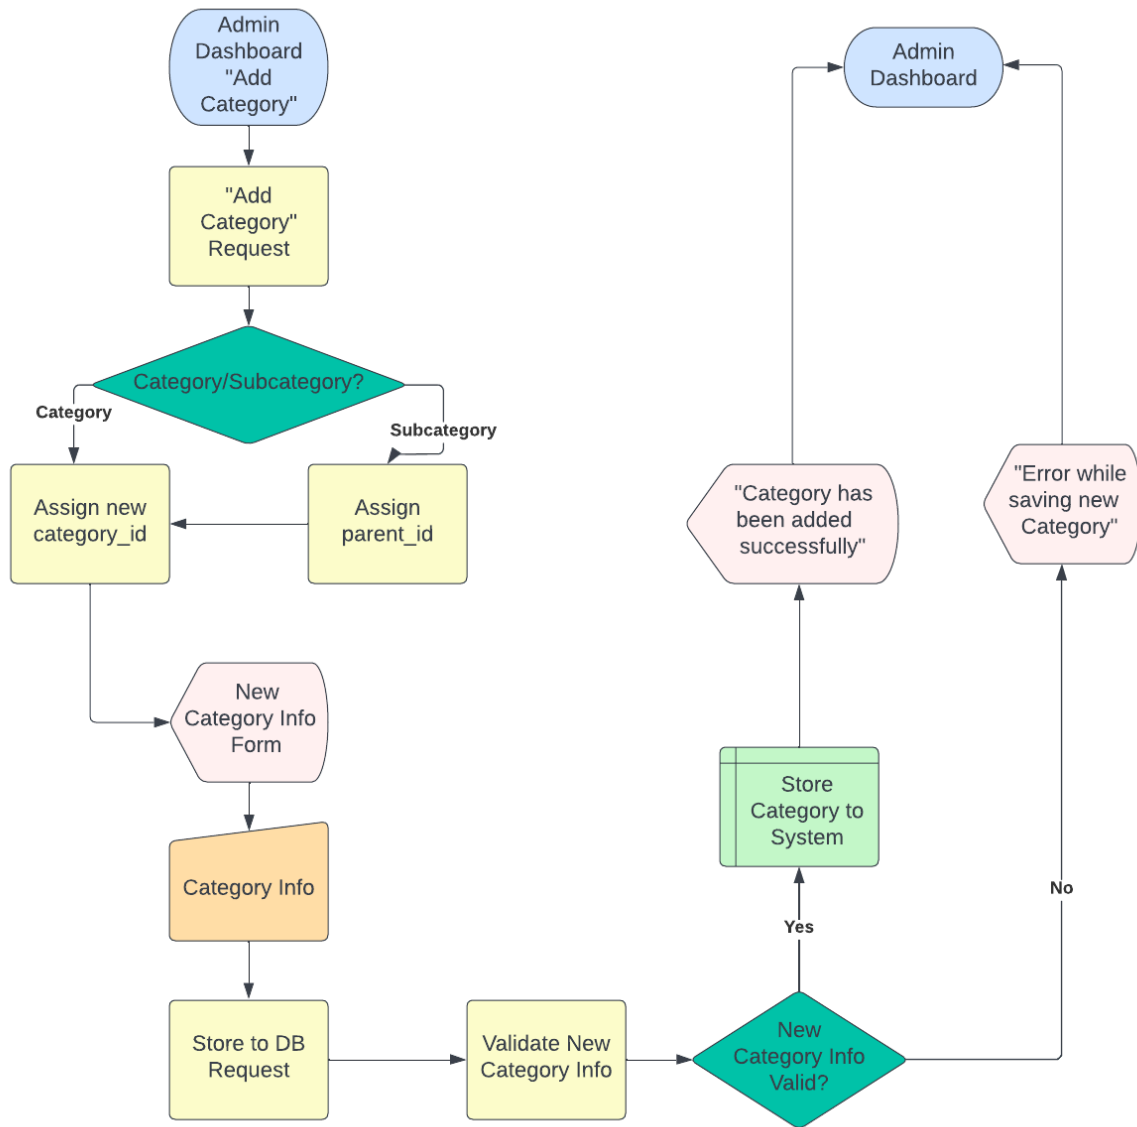 Admin
Dashboard
"Add
Category"
"Add
Category"
Request
Category/Subcategory?
Category
Subcategory
Assign new
category_id
Assign
parent_id
New
Category Info
Form
Category Info
Store to DB
Request
Validate New
Category Info
New
Category Info
Valid?
Yes
No
Store
Category to
System
"Category has
been added
successfully"
"Error while
saving new
Category"
Admin
Dashboard